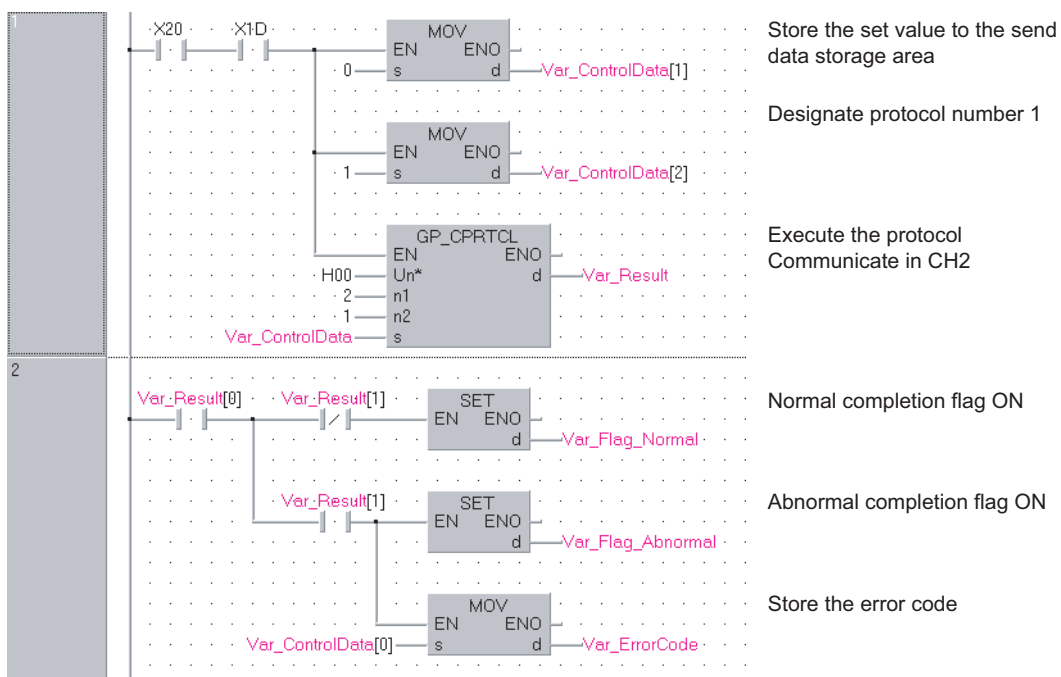 1
X20 X1D
MOV
EN ENO
0 s d Var_ControlData[1]
Store the set value to the send
data storage area
MOV
EN ENO
1 s d Var_ControlData[2]
Designate protocol number 1
GP_CPRTCL
EN ENO
H00 Un* d Var_Result
2 n1
1 n2
Var_ControlData s
Execute the protocol
Communicate in CH2
2
Var_Result[0] Var_Result[1]
SET
EN ENO
d Var_Flag_Normal
Normal completion flag ON
Var_Result[1]
SET
EN ENO
d Var_Flag_Abnormal
Abnormal completion flag ON
MOV
EN ENO
Var_ControlData[0] s d Var_ErrorCode
Store the error code